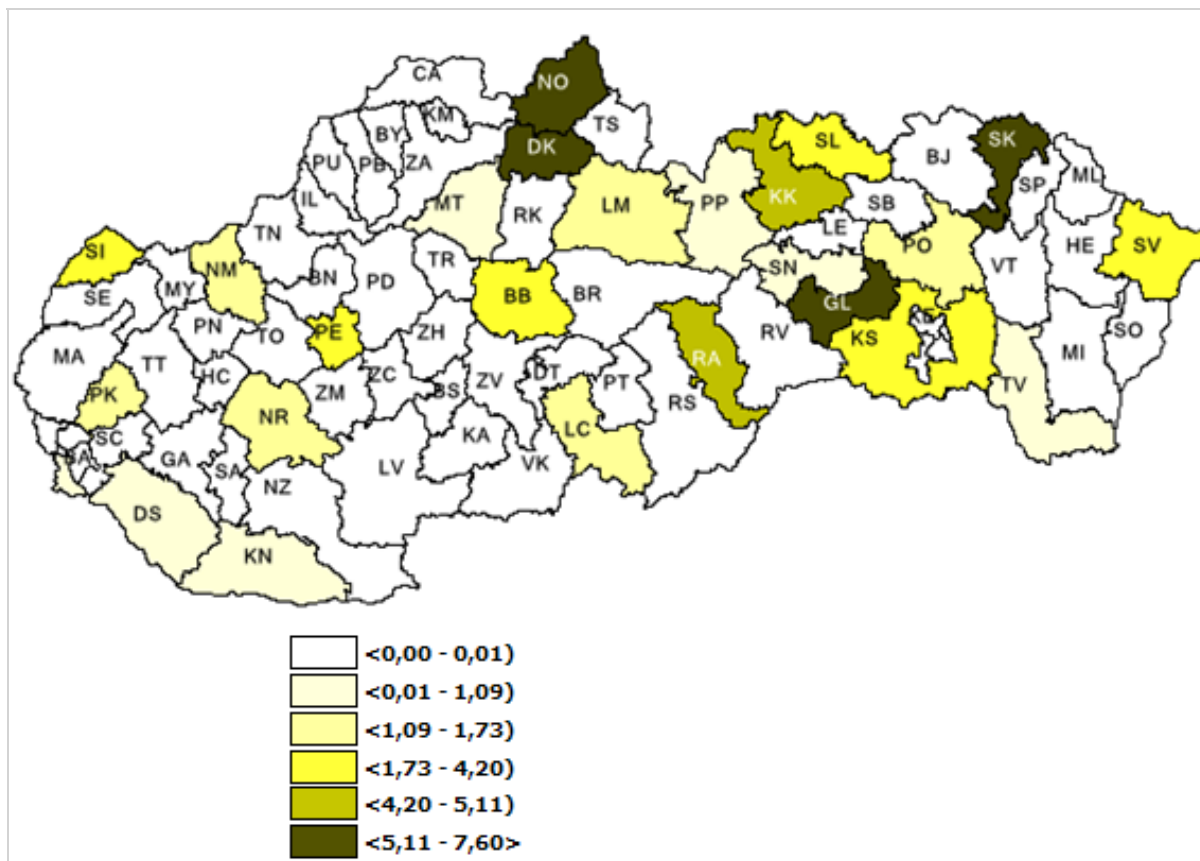 CA
NO
KM
TS
BY
PU
PB
ZA
DK
SL
BJ
SK
SP
ML
IL
MT
RK
LM
PP
KK
SB
TN
LE
PO
HE
SV
SI
NM
BN
PD
TR
SN
VT
SE
MY
BB
BR
GL
PN
TO
PE
ZH
RV
KS
KE
SO
MA
TT
HC
ZM
ZC
BS
ZV
DT
PT
RA
MI
PK
NR
RS
TV
SC
KA
LC
BA
GA
SA
NZ
LV
VK
DS
KN
<0,00 - 0,01)
<0,01 - 1,09)
<1,09 - 1,73)
<1,73 - 4,20)
<4,20 - 5,11)
<5,11 - 7,60>